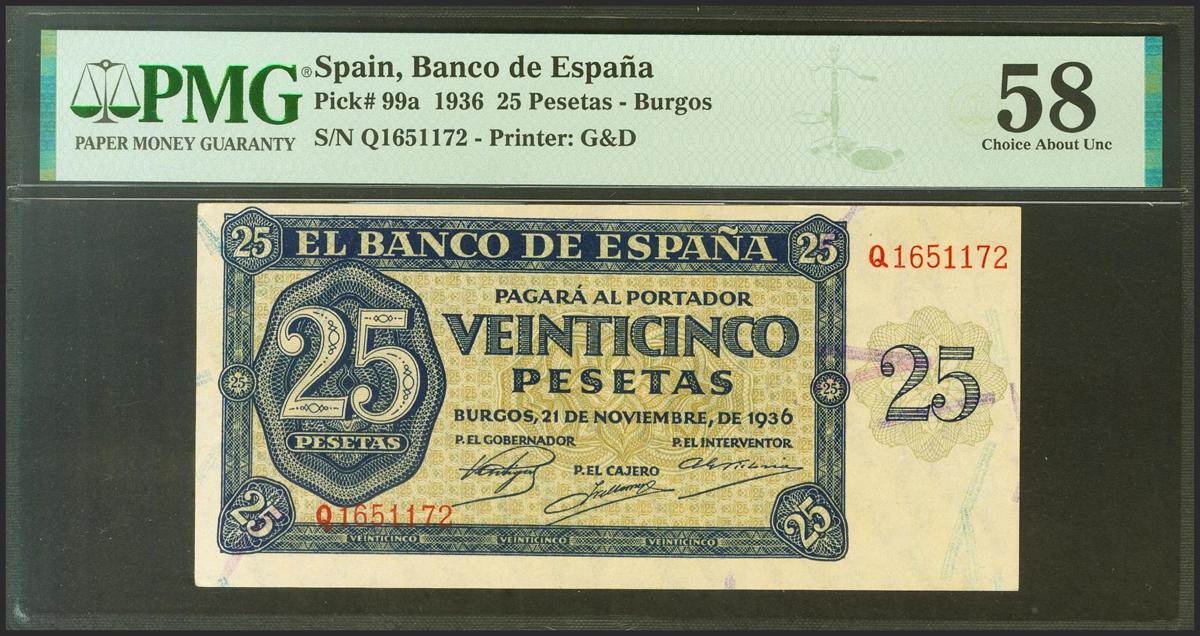 PMG®
PAPER MONEY GUARANTY
Spain, Banco de España
Pick# 99a 1936 25 Pesetas - Burgos
S/N Q1651172 - Printer: G&D
58
Choice About Unc
25 EL BANCO DE ESPAÑA 25
Q1651172
PAGARÁ AL PORTADOR
25
PESETAS
VEINTICINCO
PESETAS
25
25
25
BURGOS, 21 DE NOVIEMBRE, DE 1936
P. EL GOBERNADOR
P. EL INTERVENTOR
P. EL CAJERO
Q1651172
25
25
VEINTICINCO VEINTICINCO VEINTICINCO